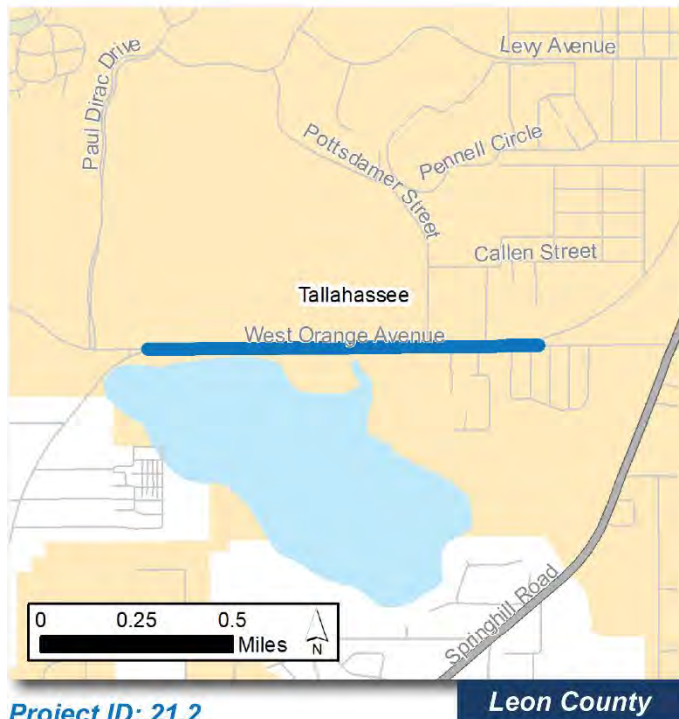 Levy Avenue
Paul Dirac Drive
Pottsdamer Street
Pennell Circle
Callen Street
Tallahassee
West Orange Avenue
Springhill Road
0 0.25 0.5
Miles
N
Project ID: 21.2
Leon County